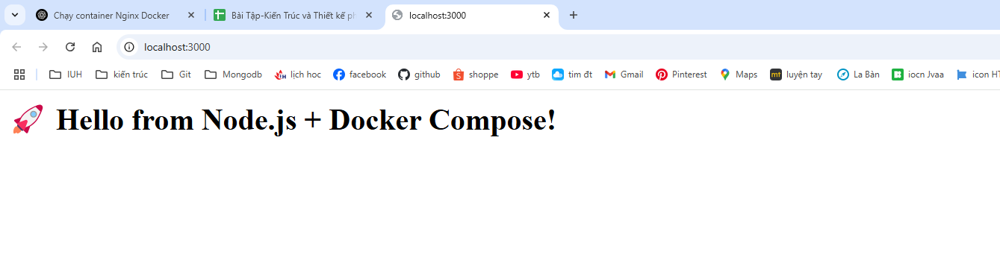 Chạy container Nginx Docker
Bài Tập-Kiến Trúc và Thiết kế ph
localhost:3000
localhost:3000
IUH kiến trúc Git Mongodb lịch hoc facebook github shoppe ytb tim đt Gmail Pinterest Maps luyện tay La Bàn iocn Jvaa icon HT
🚀 Hello from Node.js + Docker Compose!